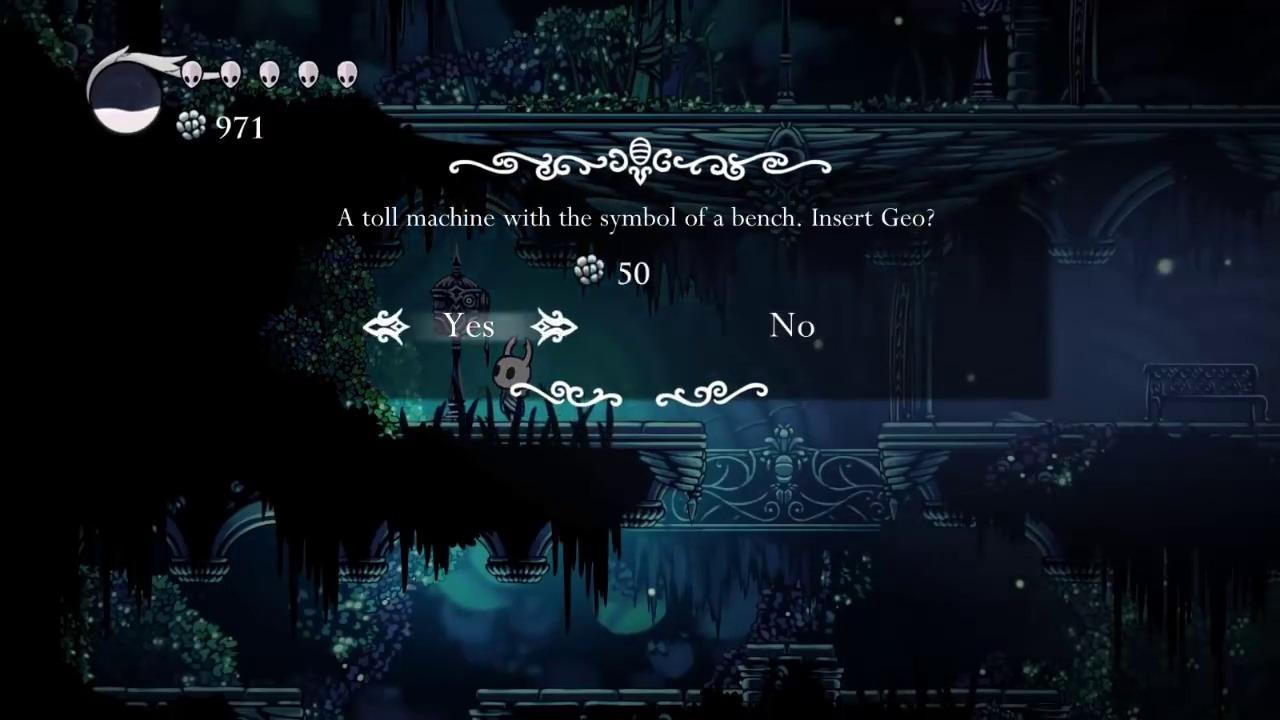 971
A toll machine with the symbol of a bench. Insert Geo?
50
Yes No